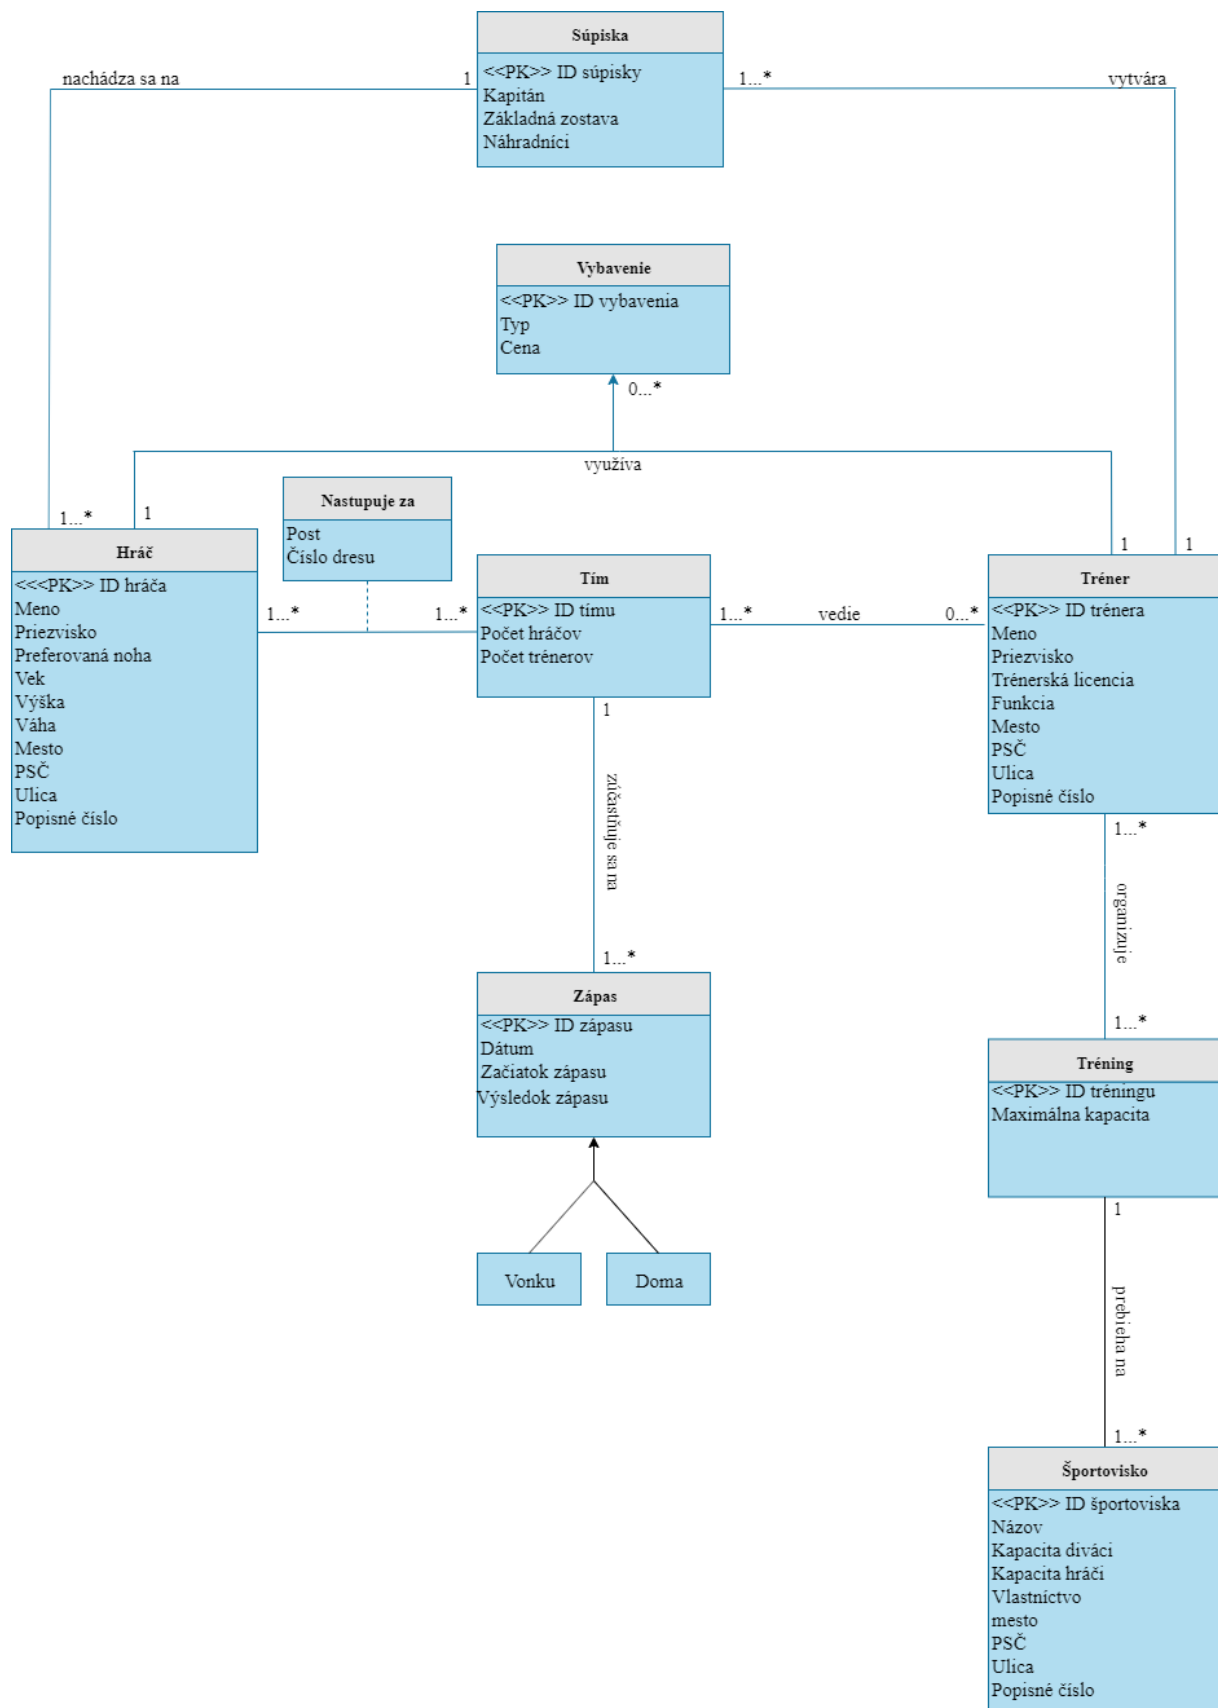 Súpiska
<<PK>> ID súpisky
Kapitán
Základná zostava
Náhradníci
nachádza sa na
1
1...*
vytvára
Vybavenie
<<PK>> ID vybavenia
Typ
Cena
0...*
využíva
1...*
1
1
1
Nastupuje za
Post
Číslo dresu
Hráč
<<<PK>> ID hráča
Meno
Priezvisko
Preferovaná noha
Vek
Výška
Váha
Mesto
PSČ
Ulica
Popisné číslo
1...*
1...*
Tím
<<PK>> ID tímu
Počet hráčov
Počet trénerov
1...*
vedie
0...*
Tréner
<<PK>> ID trénera
Meno
Priezvisko
Trénerská licencia
Funkcia
Mesto
PSČ
Ulica
Popisné číslo
1
zúčastňuje sa na
1...*
1...*
organizuje
1...*
Zápas
<<PK>> ID zápasu
Dátum
Začiatok zápasu
Výsledok zápasu
Vonku
Doma
Tréning
<<PK>> ID tréningu
Maximálna kapacita
1
prebieha na
1...*
Športovisko
<<PK>> ID športoviska
Názov
Kapacita diváci
Kapacita hráči
Vlastníctvo
mesto
PSČ
Ulica
Popisné číslo